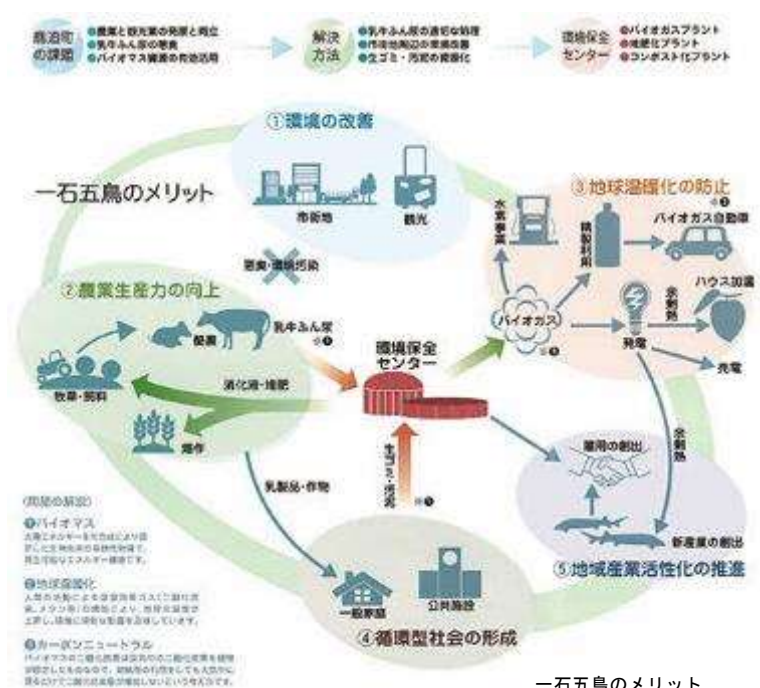 鹿追町
の課題
●農業と観光業の発展と両立
●乳牛ふん尿の悪臭
●バイオマス資源の有効活用
解決
方法
●乳牛ふん尿の適切な処理
●市街地周辺の環境改善
●生ゴミ・汚泥の資源化
環境保全
センター
●バイオガスプラント
●堆肥化プラント
●コンポスト化プラント
①環境の改善
一石五鳥のメリット
市街地
観光
悪臭・環境汚染
③地球温暖化の防止
水素事業
精製圧縮
バイオガス自動車
バイオガス
発電
余剰熱
ハウス加温
売電
②農業生産力の向上
酪農
乳牛ふん尿
環境保全
センター
牧草・飼料
消化液・堆肥
畑作
乳製品・作物
生ゴミ・汚泥
雇用の創出
余剰熱
新産業の創出
⑤地域産業活性化の推進
一般家庭
公共施設
④循環型社会の形成
(用語の解説)
❶バイオマス
❷地球温暖化
❸カーボンニュートラル
一石五鳥のメリット